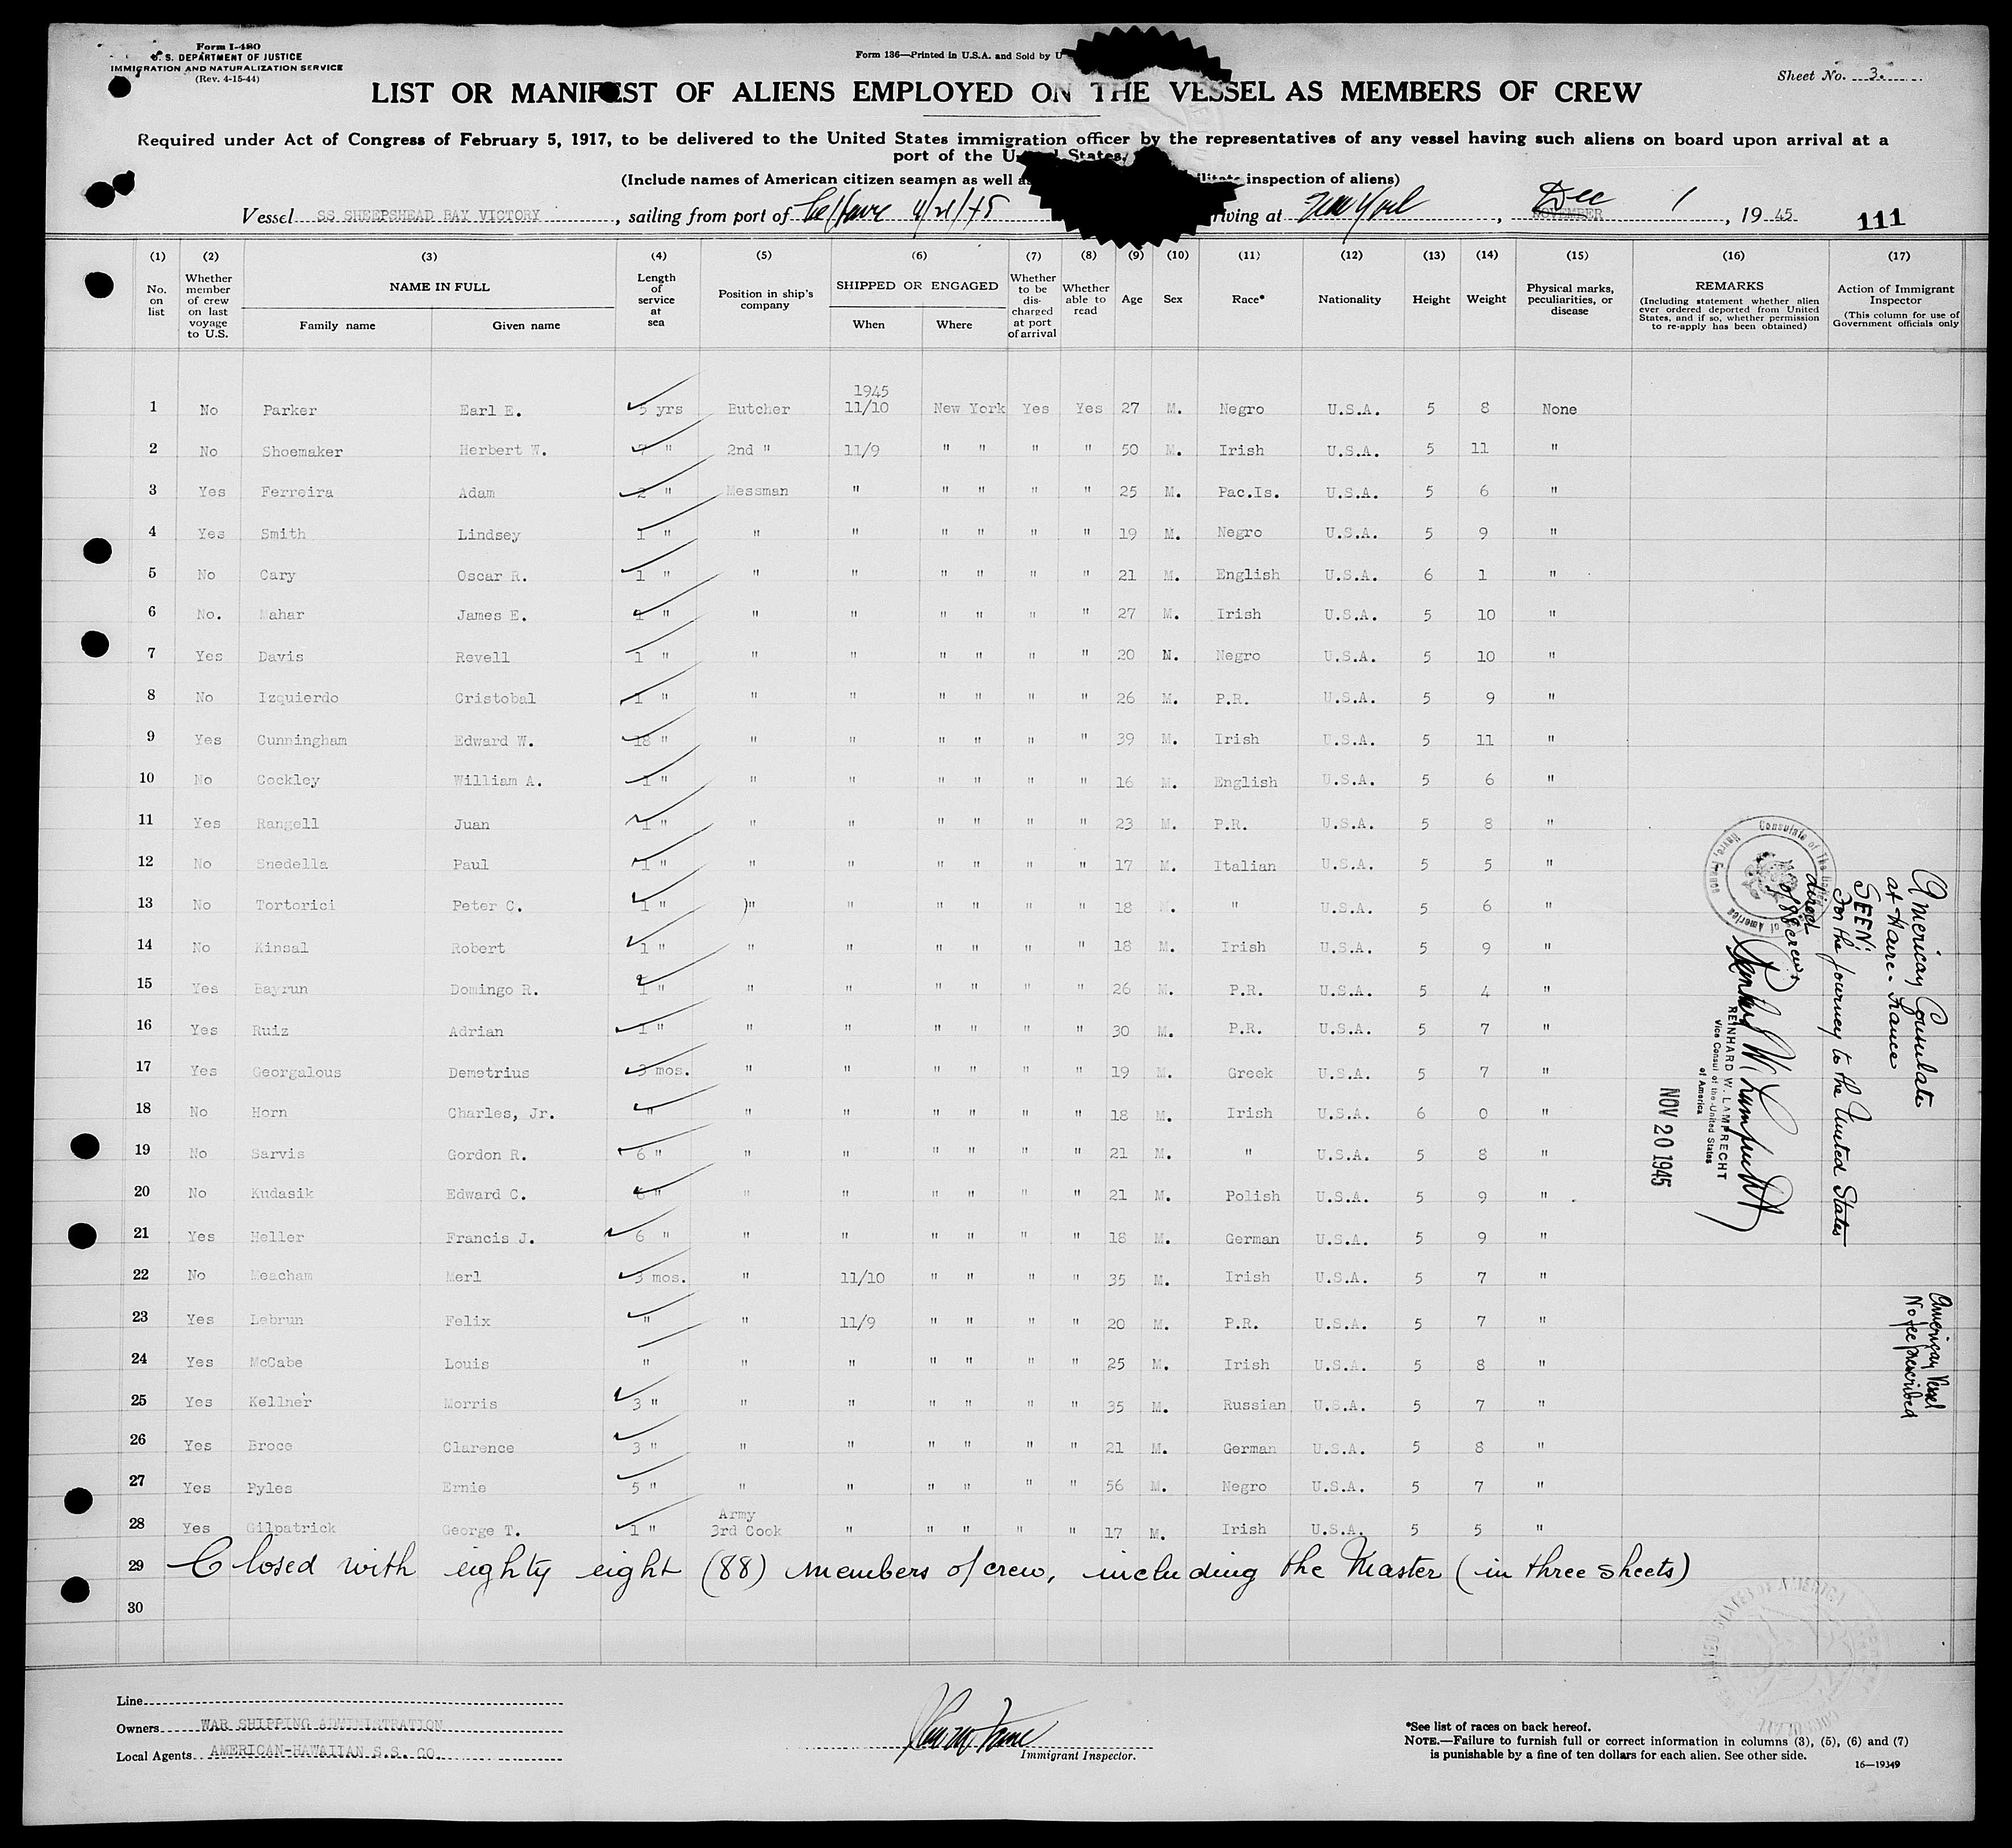 Form I-480
U. S. DEPARTMENT OF JUSTICE
IMMIGRATION AND NATURALIZATION SERVICE
(Rev. 4-15-44)
Form 136—Printed in U.S.A. and Sold by U
Sheet No. 3.
LIST OR MANIFEST OF ALIENS EMPLOYED ON THE VESSEL AS MEMBERS OF CREW
Required under Act of Congress of February 5, 1917, to be delivered to the United States immigration officer by the representatives of any vessel having such aliens on board upon arrival at a
port of the United States.
(Include names of American citizen seamen as well as inspection of aliens)
Vessel SS SHEEPSHEAD BAY VICTORY, sailing from port of Le Havre arriving at New York, NOVEMBER Dec 1, 1945
111
(1) (2) (3) (4) (5) (6) (7) (8) (9) (10) (11) (12) (13) (14) (15) (16) (17)
No. on list
Whether member of crew on last voyage to U.S.
NAME IN FULL
Family name Given name
Length of service at sea
Position in ship's company
SHIPPED OR ENGAGED
When Where
Whether to be discharged at port of arrival
Whether able to read
Age
Sex
Race*
Nationality
Height
Weight
Physical marks, peculiarities, or disease
REMARKS
(Including statement whether alien ever ordered deported from United States, and if so, whether permission to re-apply has been obtained)
Action of Immigrant Inspector
(This column for use of Government officials only
1945
1 No Parker Earl E. 5 yrs Butcher 11/10 New York Yes Yes 27 M. Negro U.S.A. 5 8 None
2 No Shoemaker Herbert W. 7 " 2nd " 11/9 " " " " 50 M. Irish U.S.A. 5 11 "
3 Yes Ferreira Adam 2 " Messman " " " " " 25 M. Pac.Is. U.S.A. 5 6 "
4 Yes Smith Lindsey 1 " " " " " " " 19 M. Negro U.S.A. 5 9 "
5 No Cary Oscar R. 1 " " " " " " " 21 M. English U.S.A. 6 1 "
6 No. Mahar James E. " " " " " " " 27 M. Irish U.S.A. 5 10 "
7 Yes Davis Revell 1 " " " " " " " 20 M. Negro U.S.A. 5 10 "
8 No Izquierdo Cristobal 1 " " " " " " " 26 M. P.R. U.S.A. 5 9 "
9 Yes Cunningham Edward W. 18 " " " " " " " 39 M. Irish U.S.A. 5 11 "
10 No Cockley William A. 1 " " " " " " " 16 M. English U.S.A. 5 6 "
11 Yes Rangell Juan 1 " " " " " " " 23 M. P.R. U.S.A. 5 8 "
12 No Snedella Paul 1 " " " " " " " 17 M. Italian U.S.A. 5 5 "
13 No Tortorici Peter C. 1 " " " " " " " 18 M. " U.S.A. 5 6 "
14 No Kinsal Robert 1 " " " " " " " 18 M. Irish U.S.A. 5 9 "
15 Yes Bayrun Domingo R. 1 " " " " " " " 26 M. P.R. U.S.A. 5 4 "
16 Yes Ruiz Adrian 1 " " " " " " " 30 M. P.R. U.S.A. 5 7 "
17 Yes Georgalous Demetrius 3 mos. " " " " " " 19 M. Greek U.S.A. 5 7 "
18 No Horn Charles, Jr. " " " " " " " 18 M. Irish U.S.A. 6 0 "
19 No Sarvis Gordon R. 6 " " " " " " " 21 M. " U.S.A. 5 8 "
20 No Kudasik Edward C. 6 " " " " " " " 21 M. Polish U.S.A. 5 9 "
21 Yes Heller Francis J. 6 " " " " " " " 18 M. German U.S.A. 5 9 "
22 No Meacham Merl 3 mos. " 11/10 " " " " 35 M. Irish U.S.A. 5 7 "
23 Yes Lebrun Felix " " 11/9 " " " " 20 M. P.R. U.S.A. 5 7 "
24 Yes McCabe Louis " " " " " " " 25 M. Irish U.S.A. 5 8 "
25 Yes Kellner Morris 3 " " " " " " " 35 M. Russian U.S.A. 5 7 "
26 Yes Broce Clarence 3 " " " " " " " 21 M. German U.S.A. 5 8 "
27 Yes Pyles Ernie 5 " " " " " " " 56 M. Negro U.S.A. 5 7 "
28 Yes Gilpatrick George T. 1 " Army 3rd Cook " " " " " 17 M. Irish U.S.A. 5 5 "
29 Closed with eighty eight (88) members of crew, including the Master (in three sheets)
30
American Consulate
at Havre - France
SEEN:
For the journey to the United States
direct
of 88 crew
REINHARD W. LAMPRECHT
Vice Consul of the United States
of America
NOV 20 1945
American Vessel
No fee prescribed
Line
Owners WAR SHIPPING ADMINISTRATION
Local Agents AMERICAN-HAWAIIAN S.S. CO.
Immigrant Inspector.
*See list of races on back hereof.
NOTE.—Failure to furnish full or correct information in columns (3), (5), (6) and (7)
is punishable by a fine of ten dollars for each alien. See other side.
16—19349